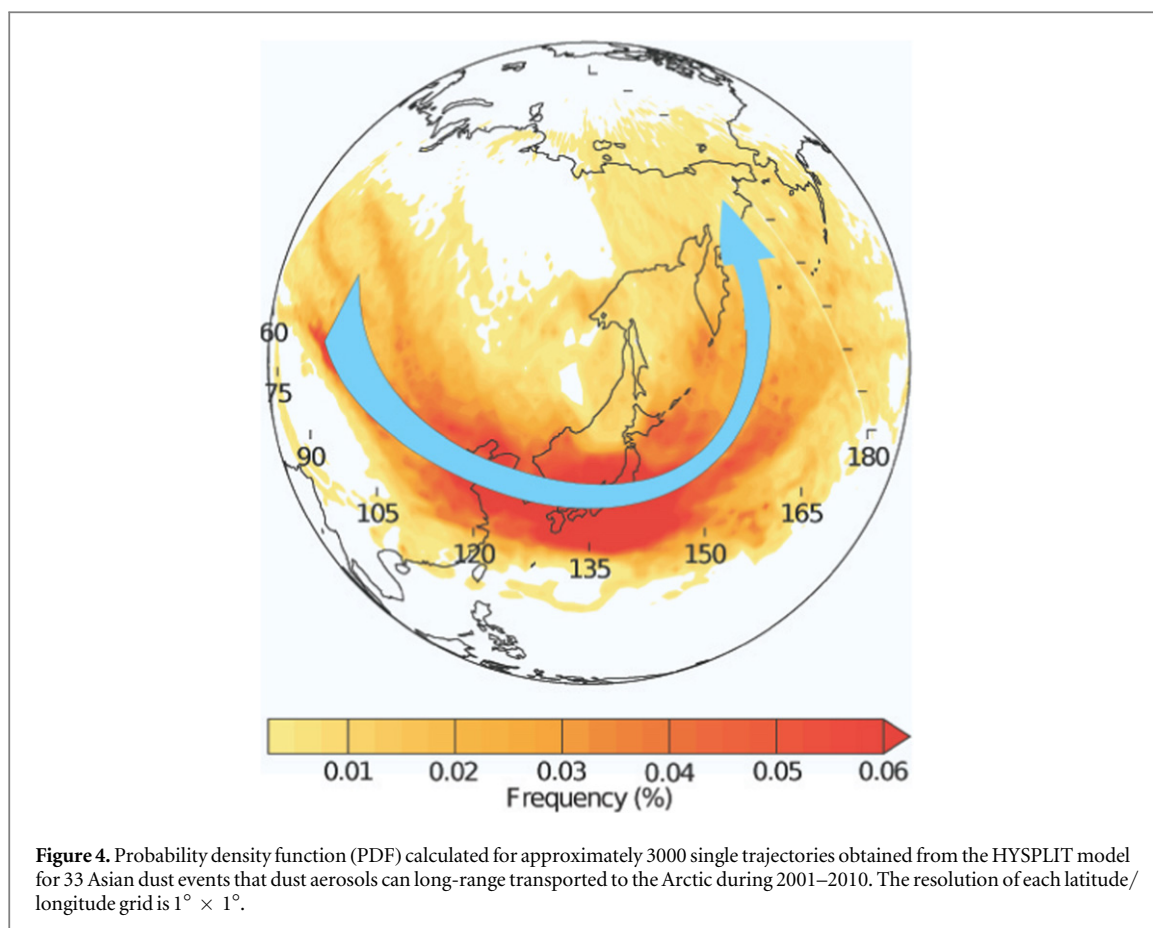 60
75
90
105
120
135
150
165
180
0.01 0.02 0.03 0.04 0.05 0.06
Frequency (%)
Figure 4. Probability density function (PDF) calculated for approximately 3000 single trajectories obtained from the HYSPLIT model
for 33 Asian dust events that dust aerosols can long-range transported to the Arctic during 2001–2010. The resolution of each latitude/
longitude grid is 1° × 1°.